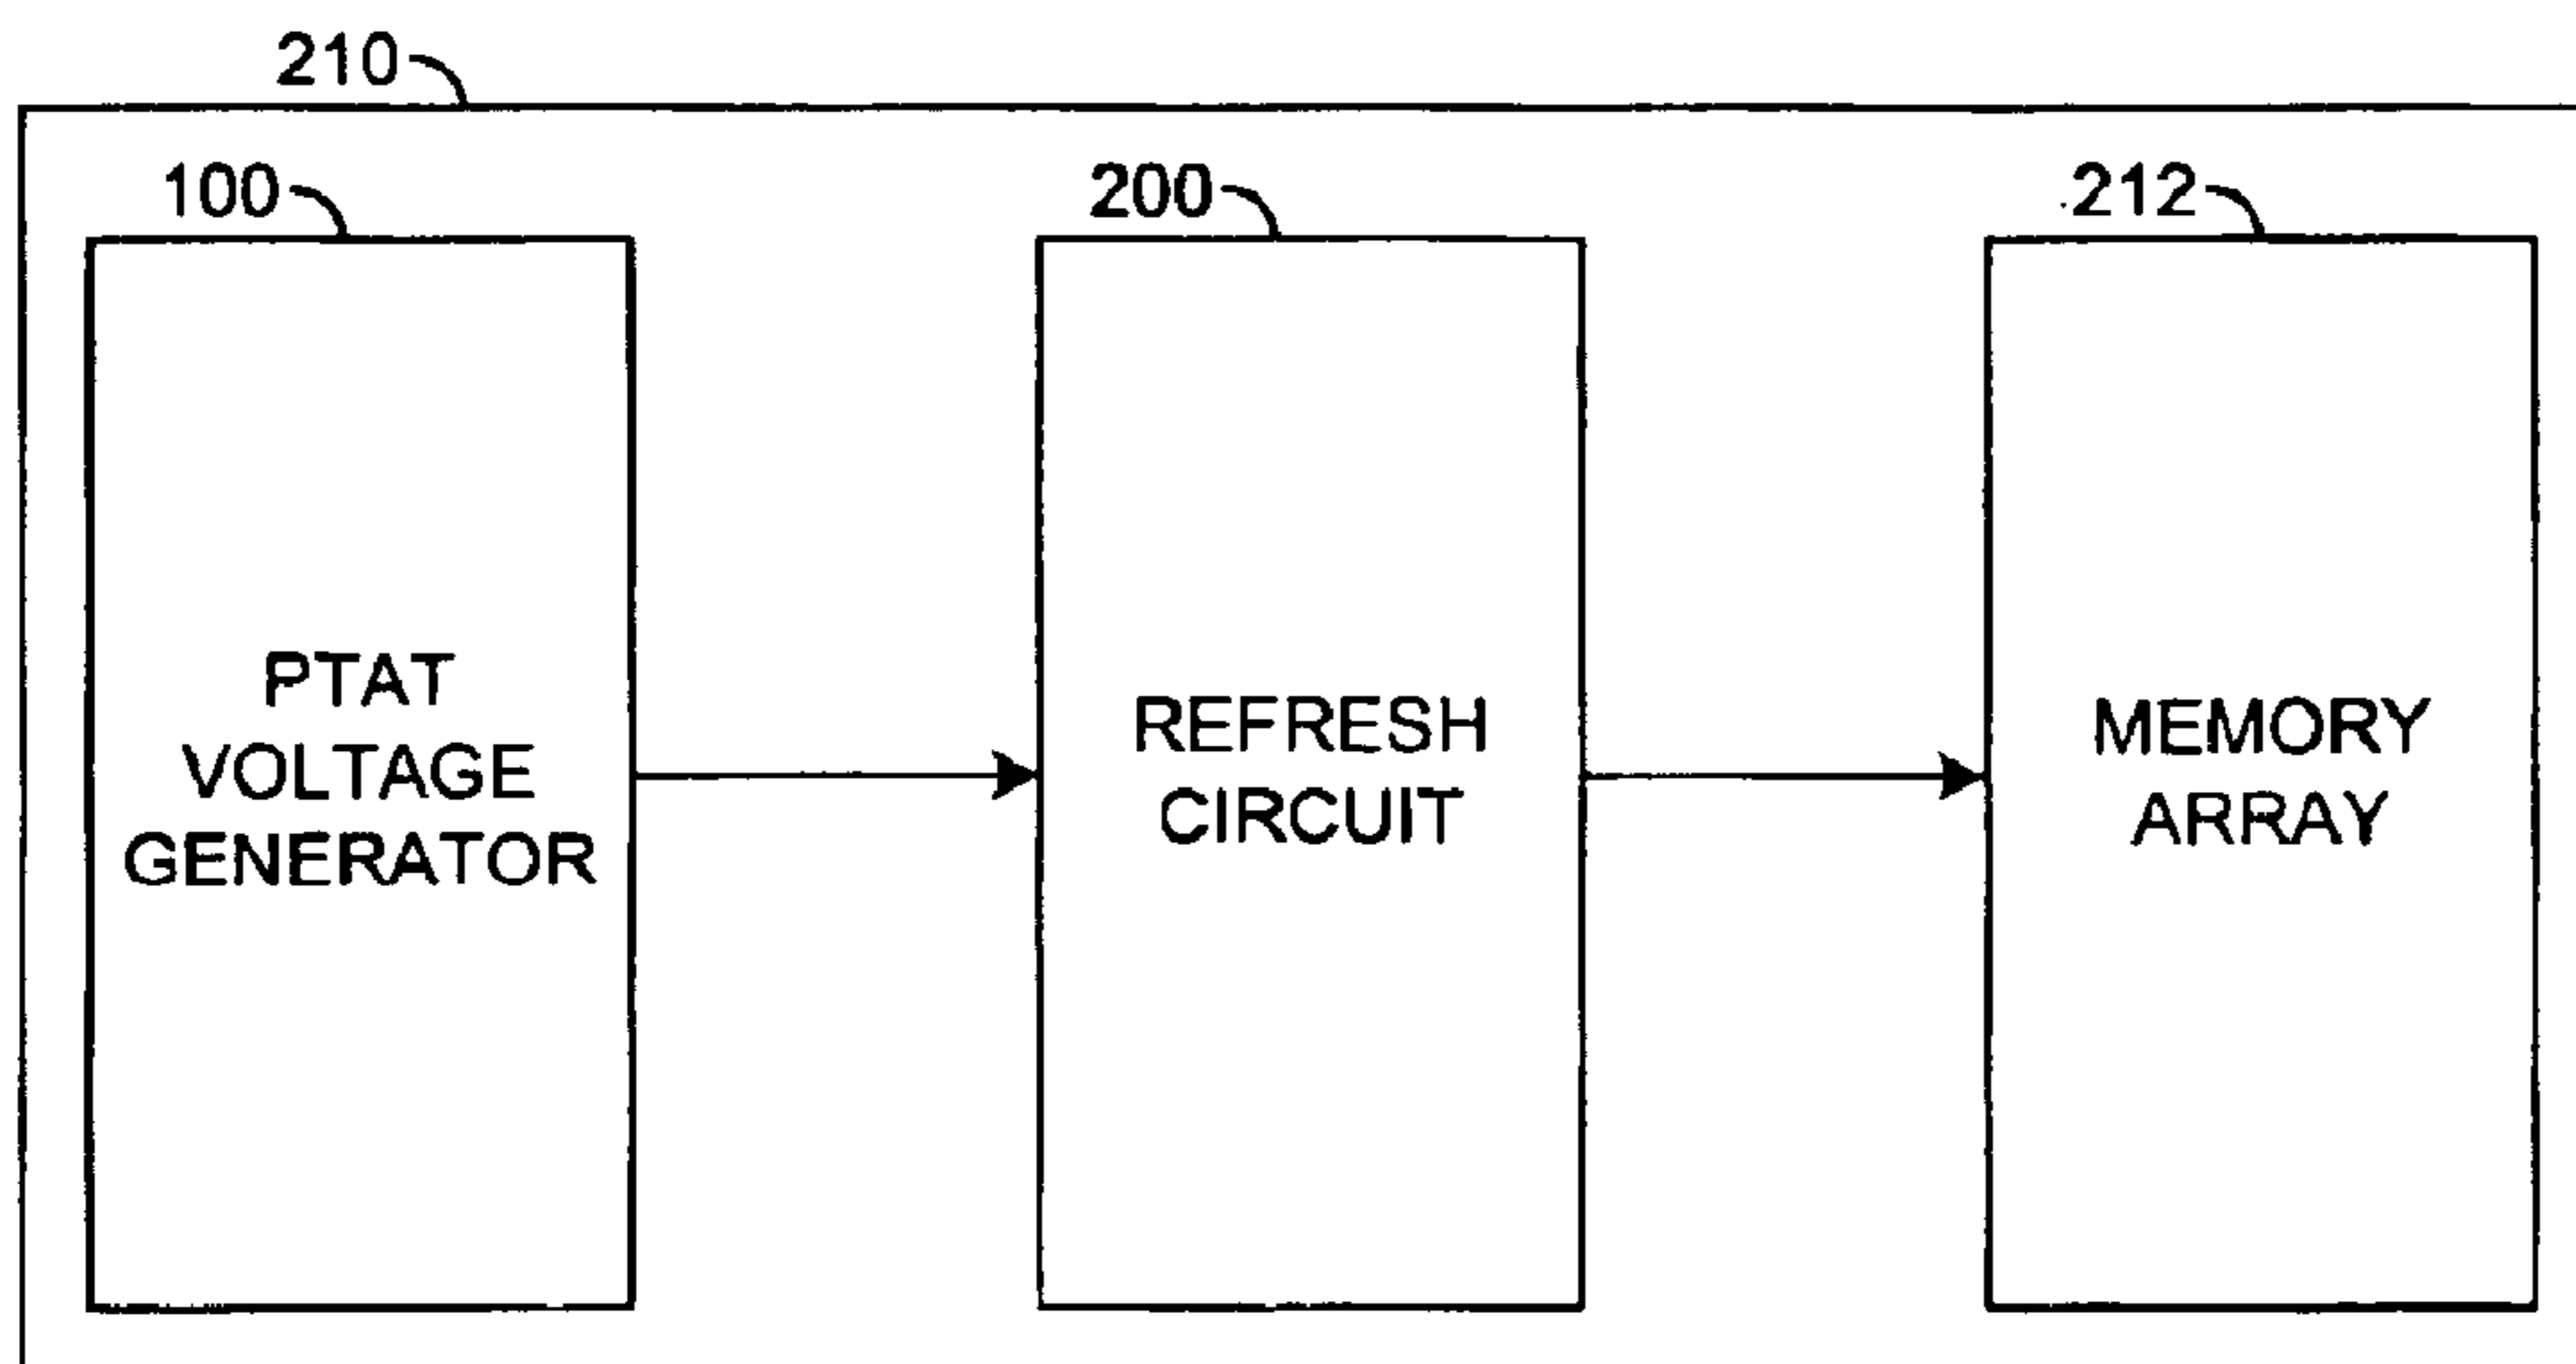 210
100
200
212
PTAT
VOLTAGE
GENERATOR
REFRESH
CIRCUIT
MEMORY
ARRAY